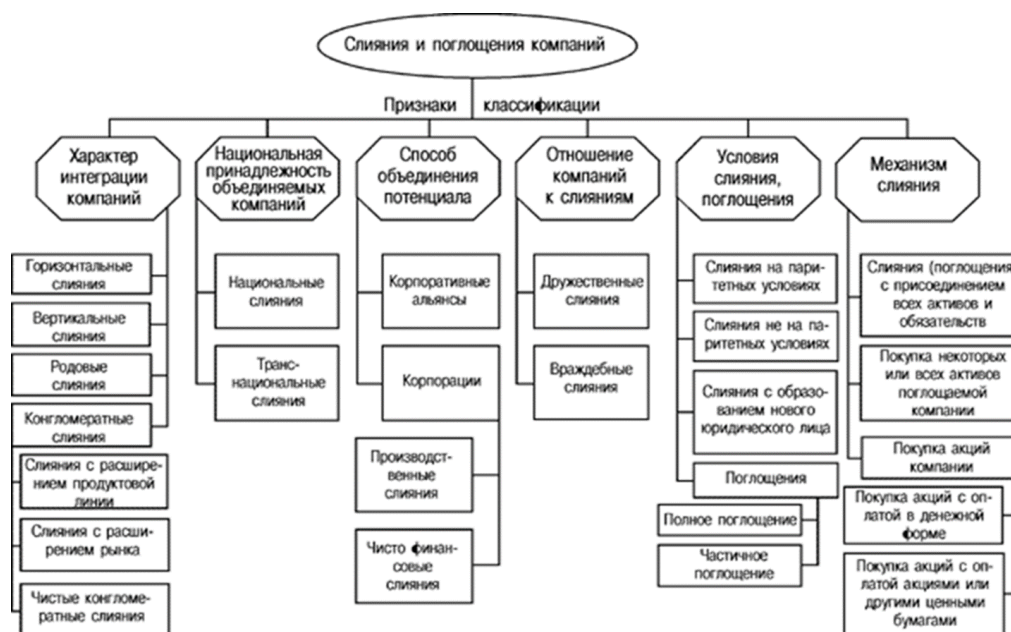 Слияния и поглощения компаний
Признаки классификации
Характер
интеграции
компаний
Национальная
принадлежность
объединяемых
компаний
Способ
объединения
потенциала
Отношение
компаний
к слияниям
Условия
слияния,
поглощения
Механизм
слияния
Горизонтальные
слияния
Вертикальные
слияния
Родовые
слияния
Конгломератные
слияния
Слияния с расшире-
нием продуктовой
линии
Слияния с расши-
рением рынка
Чистые конгломе-
ратные слияния
Национальные
слияния
Транс-
национальные
слияния
Корпоративные
альянсы
Корпорации
Производст-
венные
слияния
Чисто финан-
совые
слияния
Дружественные
слияния
Враждебные
слияния
Слияния на пари-
тетных условиях
Слияния не на па-
ритетных условиях
Слияния с образо-
ванием нового
юридического лица
Поглощения
Полное поглощение
Частичное
поглощение
Слияния (поглощения
с присоединением
всех активов и
обязательств
Покупка некоторых
или всех активов
поглощаемой
компании
Покупка акций
компании
Покупка акций с оп-
латой в денежной
форме
Покупка акций с оп-
латой акциями или
другими ценными
бумагами